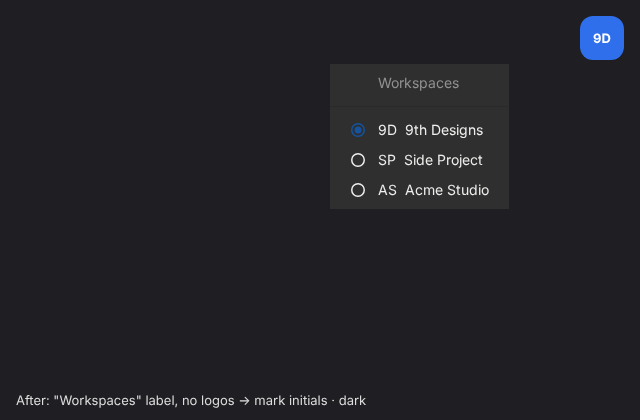 9D
Workspaces
9D 9th Designs
SP Side Project
AS Acme Studio
After: "Workspaces" label, no logos → mark initials · dark